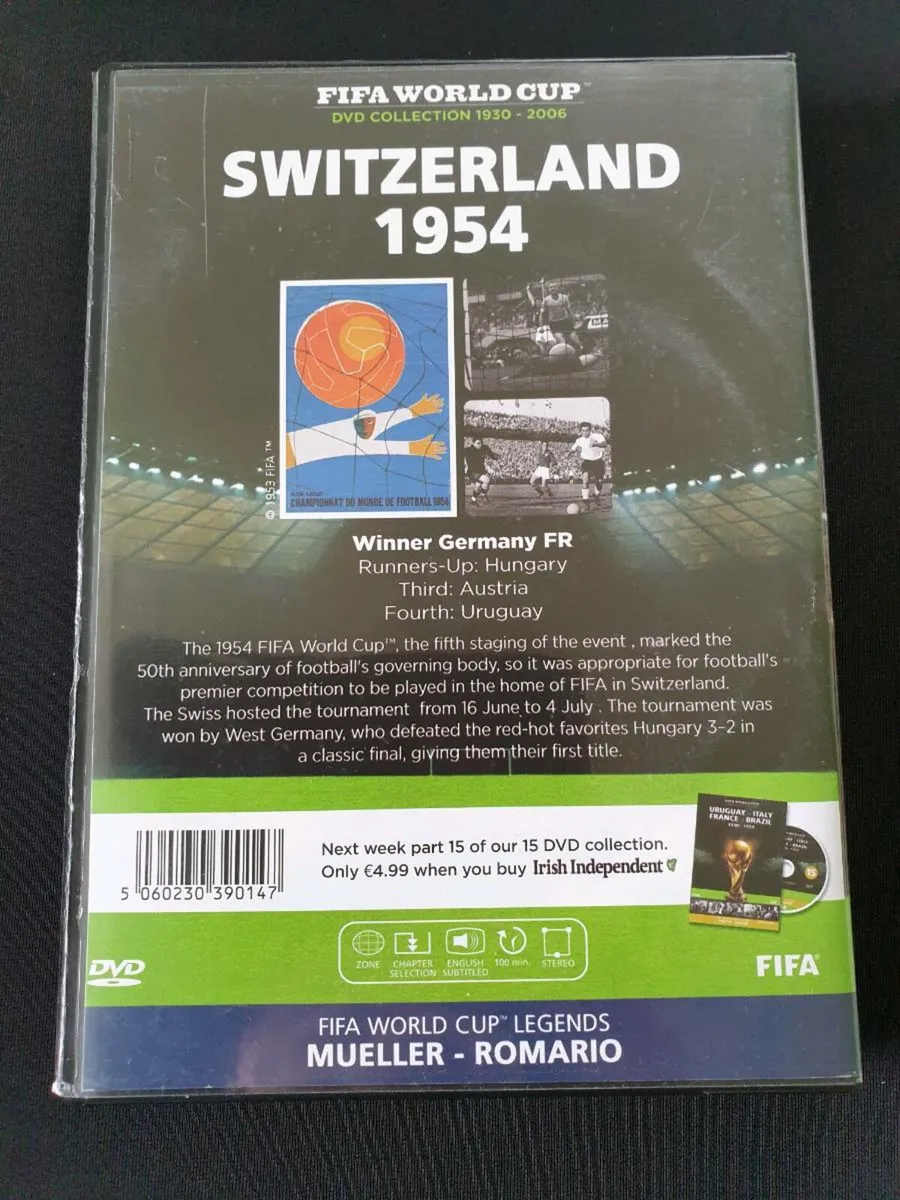 FIFA WORLD CUP™
DVD COLLECTION 1930 - 2006
SWITZERLAND
1954
© 1953 FIFA ™
CHAMPIONNAT DU MONDE DE FOOTBALL 1954
Winner Germany FR
Runners-Up: Hungary
Third: Austria
Fourth: Uruguay
The 1954 FIFA World Cup™, the fifth staging of the event , marked the
50th anniversary of football's governing body, so it was appropriate for football's
premier competition to be played in the home of FIFA in Switzerland.
The Swiss hosted the tournament from 16 June to 4 July . The tournament was
won by West Germany, who defeated the red-hot favorites Hungary 3-2 in
a classic final, giving them their first title.
Next week part 15 of our 15 DVD collection.
Only €4.99 when you buy Irish Independent
URUGUAY - ITALY
FRANCE - BRAZIL
15
5 060230 390147
ZONE
CHAPTER
SELECTION
ENGLISH
SUBTITLED
100 min.
STEREO
DVD
FIFA
FIFA WORLD CUP™ LEGENDS
MUELLER - ROMARIO